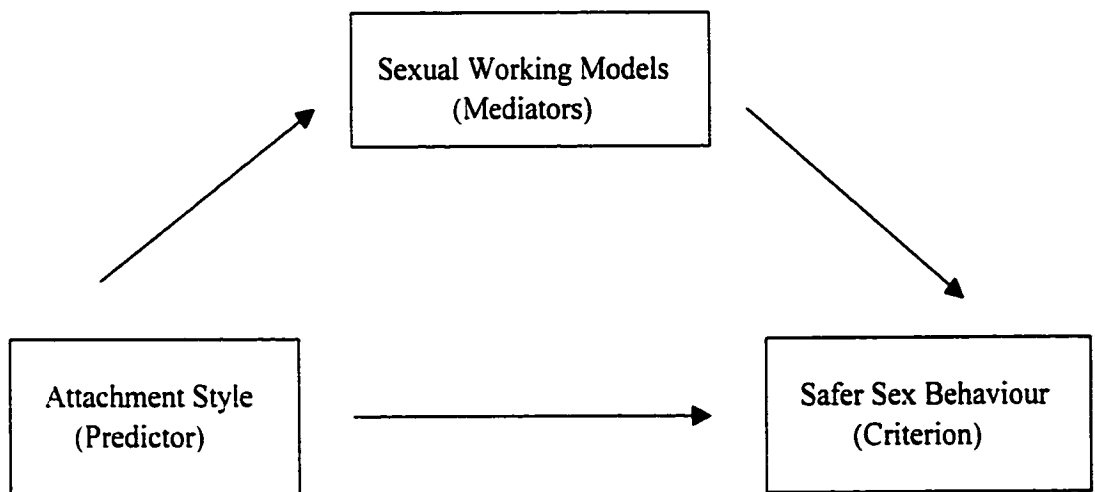 Sexual Working Models
(Mediators)
Attachment Style
(Predictor)
Safer Sex Behaviour
(Criterion)